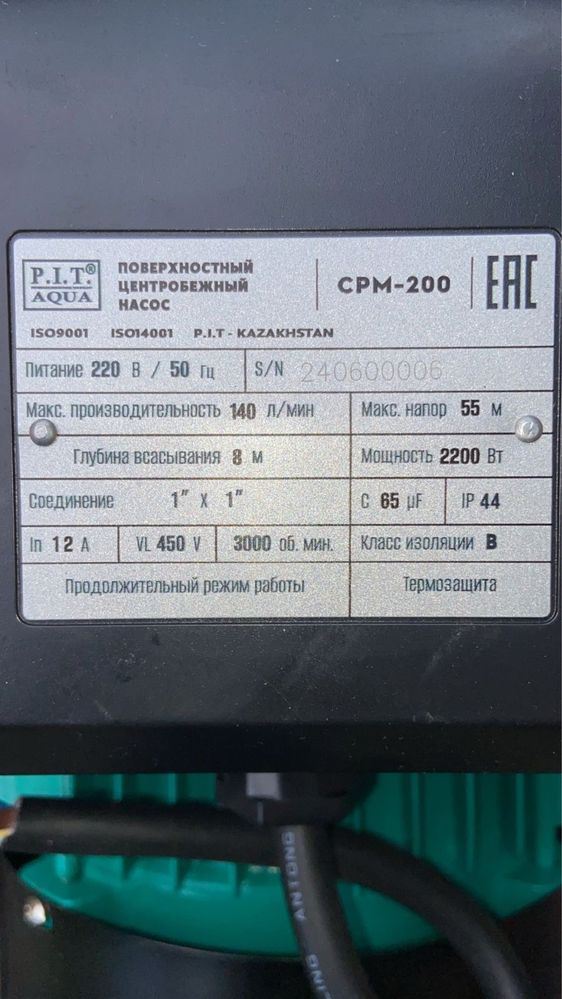 P.I.T.®
AQUA
ПОВЕРХНОСТНЫЙ
ЦЕНТРОБЕЖНЫЙ
НАСОС
CPM-200
EAC
ISO9001 ISO14001 P.I.T - KAZAKHSTAN
Питание 220 В / 50 Гц S/N 240600006
Макс. производительность 140 л/мин Макс. напор 55 м
Глубина всасывания 8 м Мощность 2200 Вт
Соединение 1" X 1" C 65 µF IP 44
In 12 A VL 450 V 3000 об. мин. Класс изоляции B
Продолжительный режим работы Термозащита
ANTONG